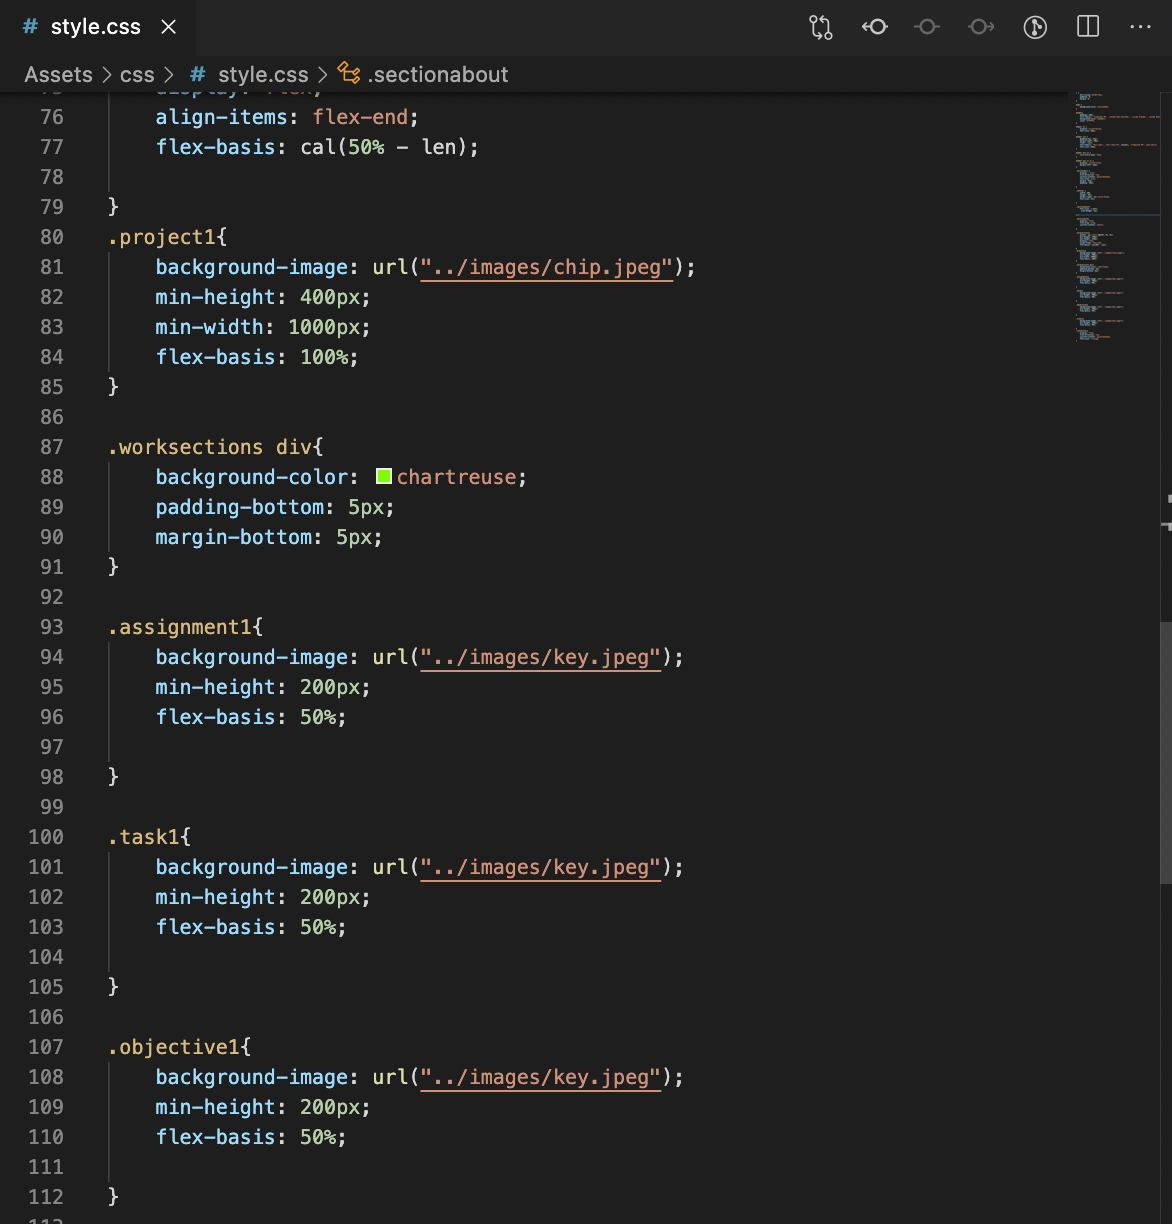 # style.css ×
Assets > css > # style.css > .sectionabout
76 align-items: flex-end;
77 flex-basis: cal(50% - len);
78
79 }
80 .project1{
81 background-image: url("../images/chip.jpeg");
82 min-height: 400px;
83 min-width: 1000px;
84 flex-basis: 100%;
85 }
86
87 .worksections div{
88 background-color: chartreuse;
89 padding-bottom: 5px;
90 margin-bottom: 5px;
91 }
92
93 .assignment1{
94 background-image: url("../images/key.jpeg");
95 min-height: 200px;
96 flex-basis: 50%;
97
98 }
99
100 .task1{
101 background-image: url("../images/key.jpeg");
102 min-height: 200px;
103 flex-basis: 50%;
104
105 }
106
107 .objective1{
108 background-image: url("../images/key.jpeg");
109 min-height: 200px;
110 flex-basis: 50%;
111
112 }